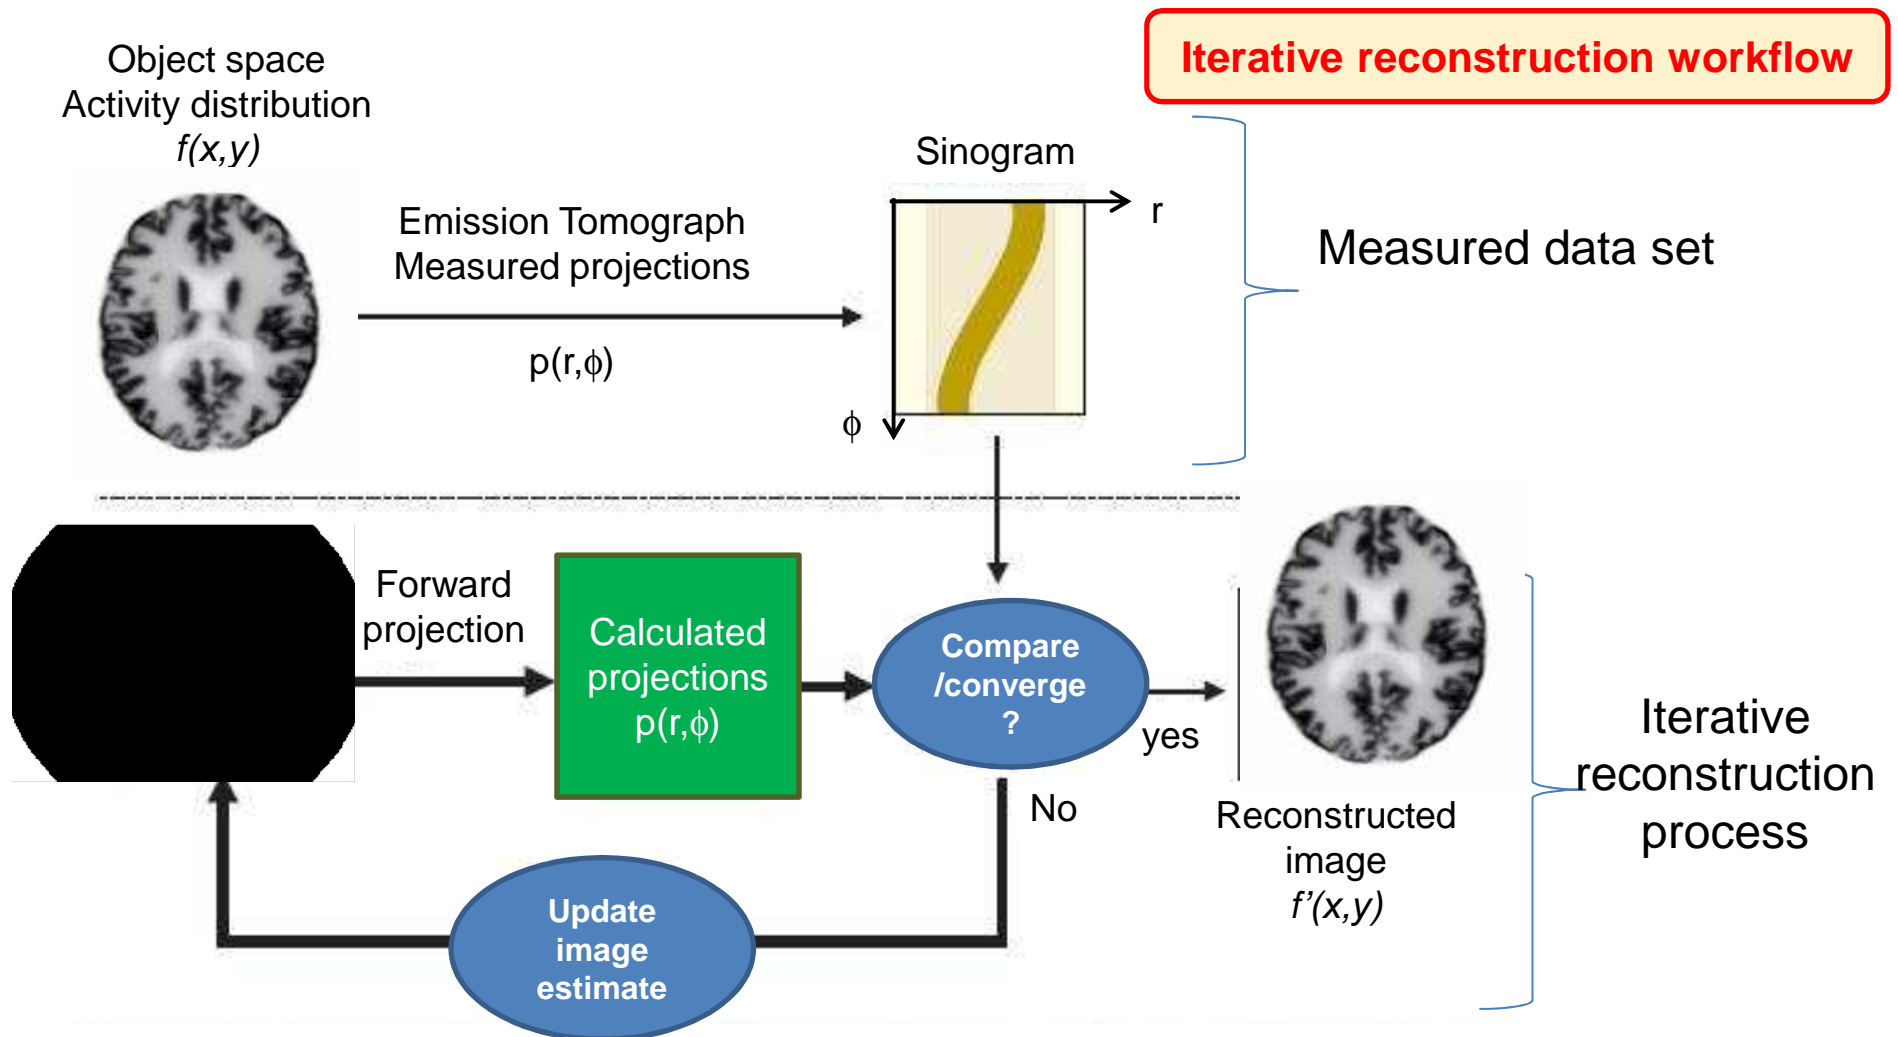 Iterative reconstruction workflow
Object space
Activity distribution
f(x,y)
Emission Tomograph
Measured projections
p(r,ϕ)
Sinogram
r
ϕ
Measured data set
Forward
projection
Calculated
projections
p(r,ϕ)
Compare
/converge
?
yes
No
Update
image
estimate
Reconstructed
image
f’(x,y)
Iterative
reconstruction
process